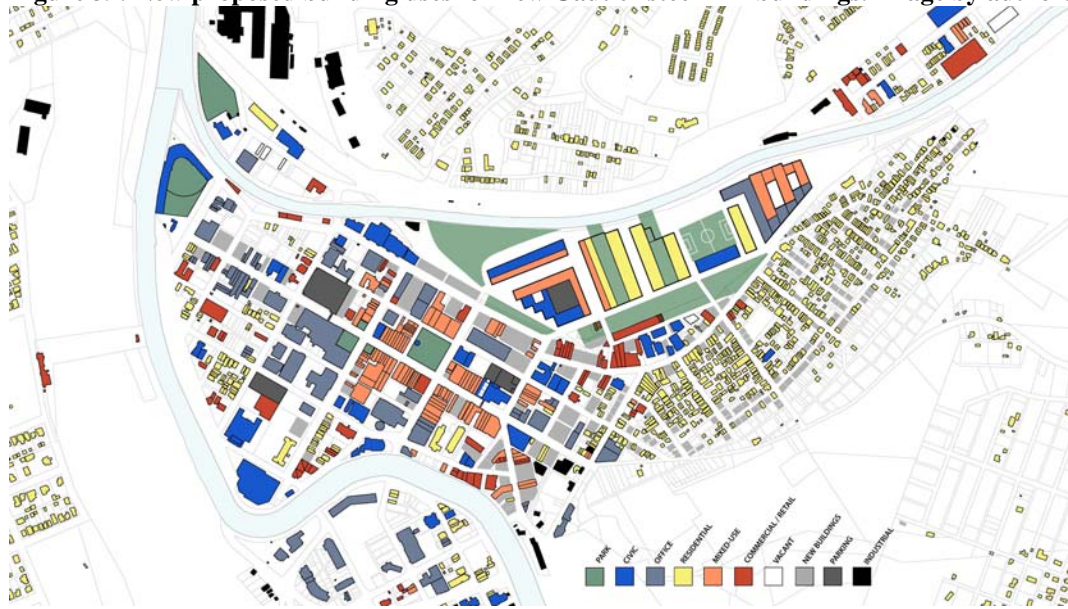 PARK
CIVIC
OFFICE
RESIDENTIAL
MIXED-USE
COMMERCIAL / RETAIL
VACANT
NEW BUILDINGS
PARKING
INDUSTRIAL